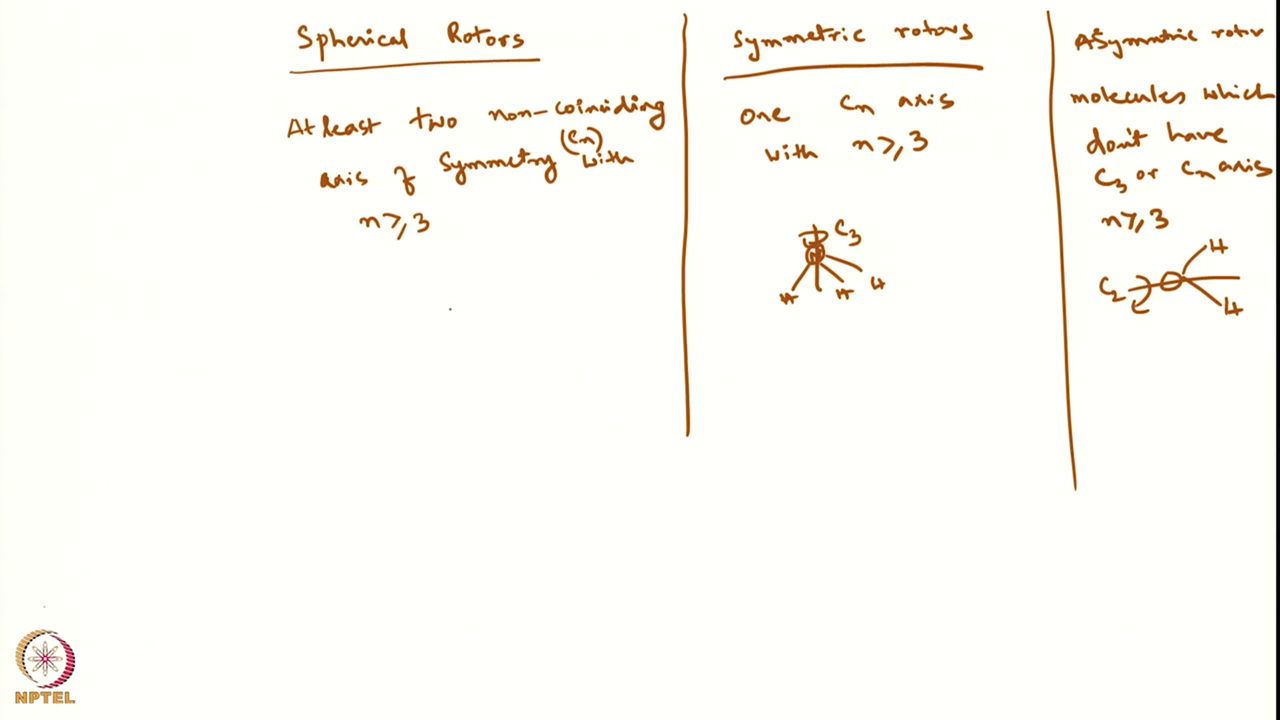 Spherical Rotors
At least two non-coinciding
axis of symmetry (Cn) with
n ≥ 3
Symmetric rotors
One Cn axis
with n ≥ 3
C3
N
H H H
Asymmetric rotor
molecules which
don't have
C3 or Cn axis
n ≥ 3
H
C2
H
NPTEL